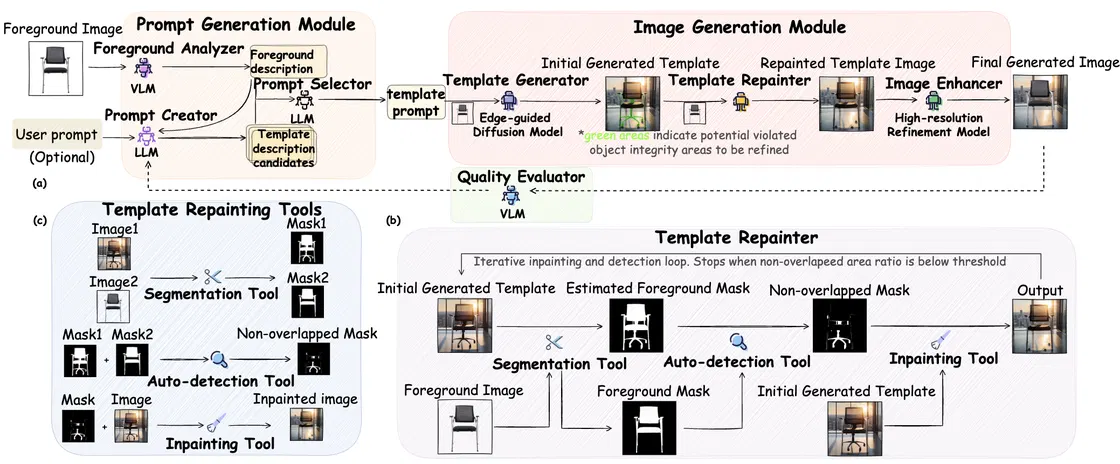 Prompt Generation Module
Foreground Image
Foreground Analyzer
VLM
Foreground
description
Prompt Selector
LLM
Prompt Creator
LLM
User prompt
(Optional)
Template
description
candidates
template
prompt
Image Generation Module
Template Generator
Edge-guided
Diffusion Model
Initial Generated Template
*green areas indicate potential violated
object integrity areas to be refined
Template Repainter
Repainted Template Image
Image Enhancer
High-resolution
Refinement Model
Final Generated Image
Quality Evaluator
VLM
(a)
(c)
Template Repainting Tools
Image1
Mask1
Image2
Mask2
Segmentation Tool
Mask1
+
Mask2
Non-overlapped Mask
Auto-detection Tool
Mask
+
Image
Inpainted image
Inpainting Tool
(b)
Template Repainter
Iterative inpainting and detection loop. Stops when non-overlapeed area ratio is below threshold
Initial Generated Template
Estimated Foreground Mask
Non-overlapped Mask
Output
Segmentation Tool
Auto-detection Tool
Inpainting Tool
Foreground Image
Foreground Mask
Initial Generated Template